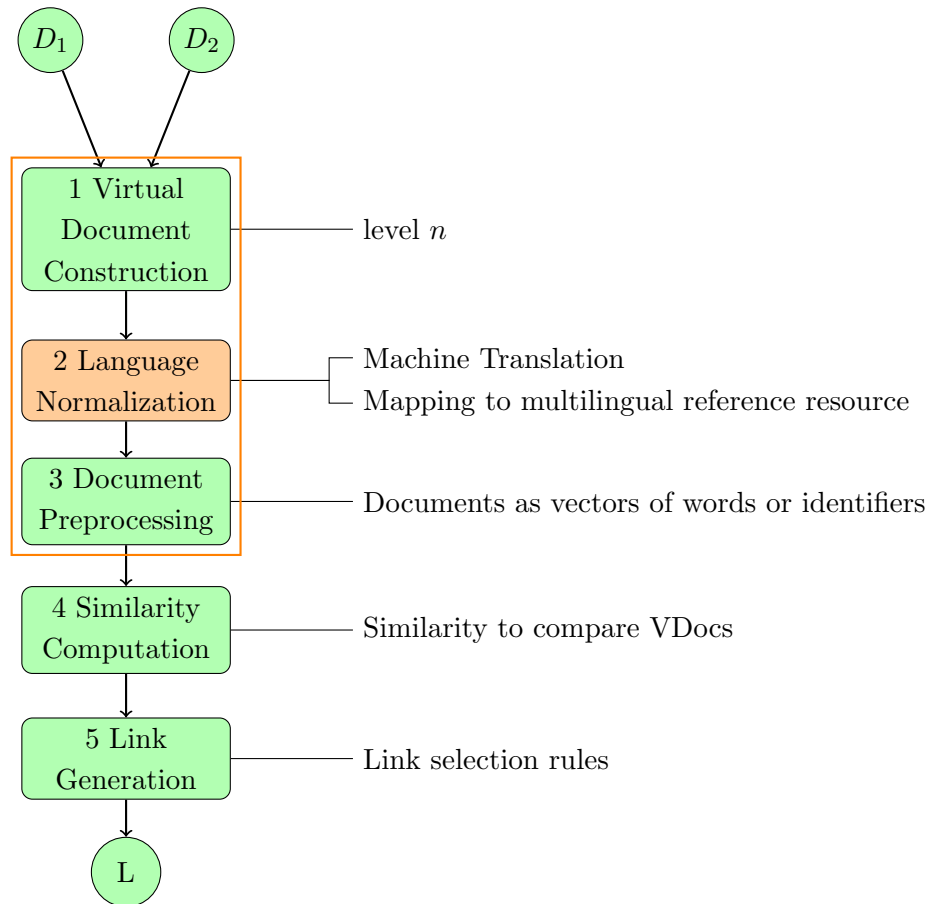 D1 D2
1 Virtual
Document
Construction
level n
2 Language
Normalization
Machine Translation
Mapping to multilingual reference resource
3 Document
Preprocessing
Documents as vectors of words or identifiers
4 Similarity
Computation
Similarity to compare VDocs
5 Link
Generation
Link selection rules
L